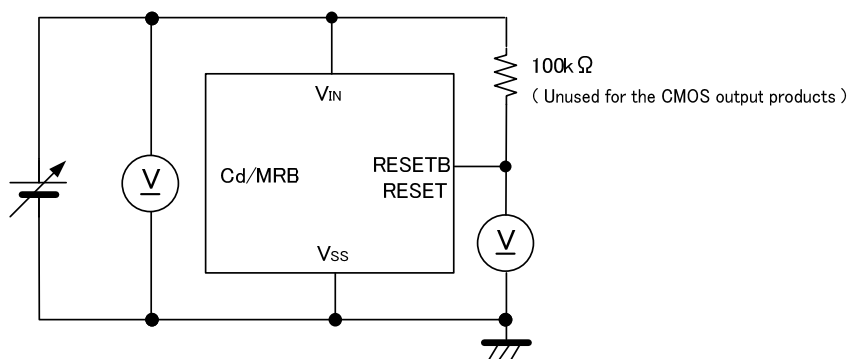 100kΩ
VIN
( Unused for the CMOS output products )
RESETB
V
Cd/MRB
RESET
V
VSS